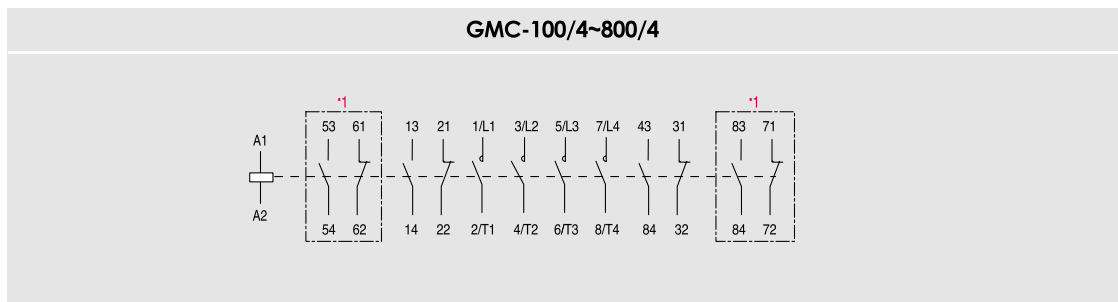 GMC-100/4~800/4
*1 *1
53 61 13 21 1/L1 3/L2 5/L3 7/L4 43 31 83 71
A1
A2
54 62 14 22 2/T1 4/T2 6/T3 8/T4 84 32 84 72